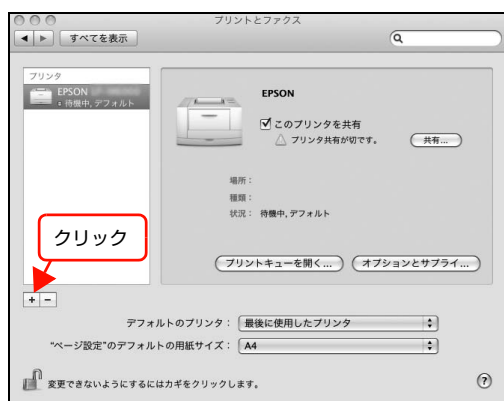 プリントとファクス
すべてを表示
プリンタ
EPSON
待機中, デフォルト
EPSON
このプリンタを共有
プリンタ共有が切です。
共有...
場所：
種類：
状況： 待機中, デフォルト
クリック
プリントキューを開く...
オプションとサプライ...
+ −
デフォルトのプリンタ： 最後に使用したプリンタ
"ページ設定"のデフォルトの用紙サイズ： A4
変更できないようにするにはカギをクリックします。
?